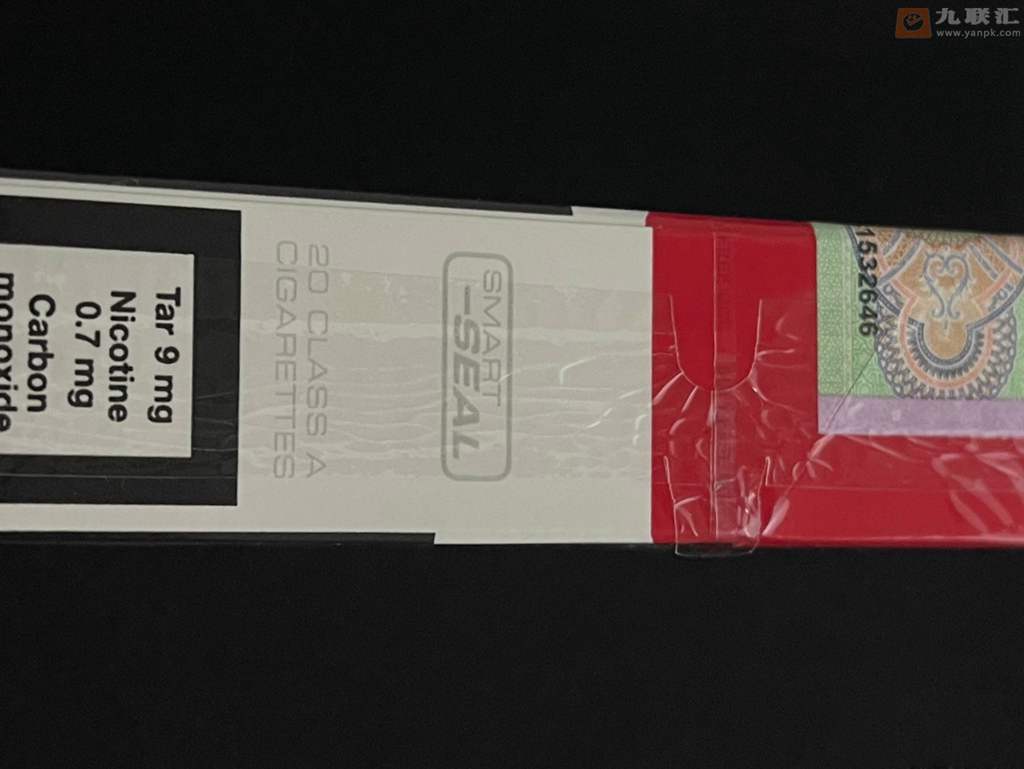 九联汇
www.yanpk.com
Tar 9 mg
Nicotine
0.7 mg
Carbon
monoxide
20 CLASS A
CIGARETTES
SMART
-SEAL
1532646